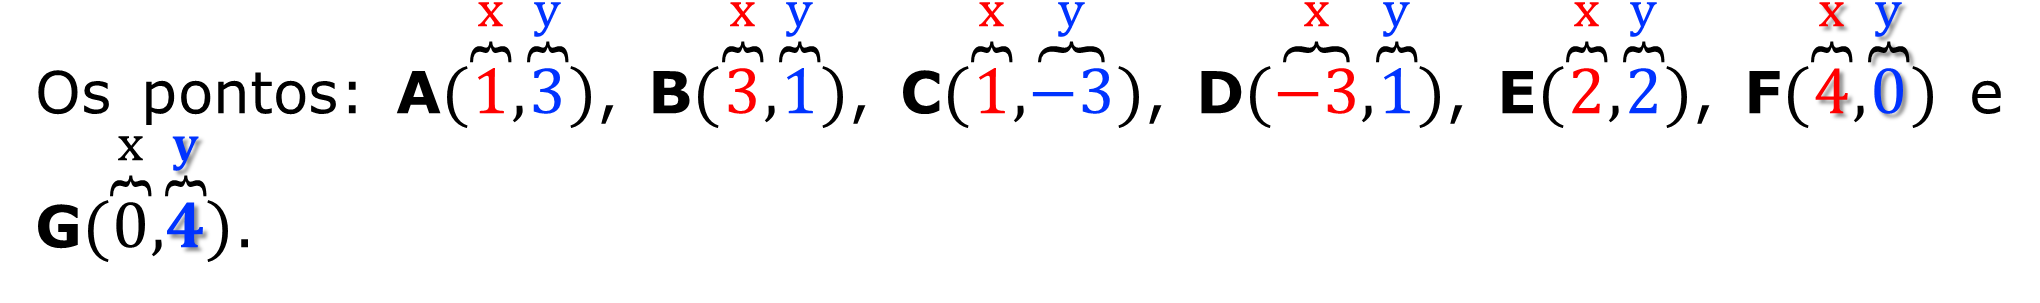 x y x y x y x y x y x y
Os pontos: A(1,3), B(3,1), C(1,−3), D(−3,1), E(2,2), F(4,0) e
x y
G(0,4).